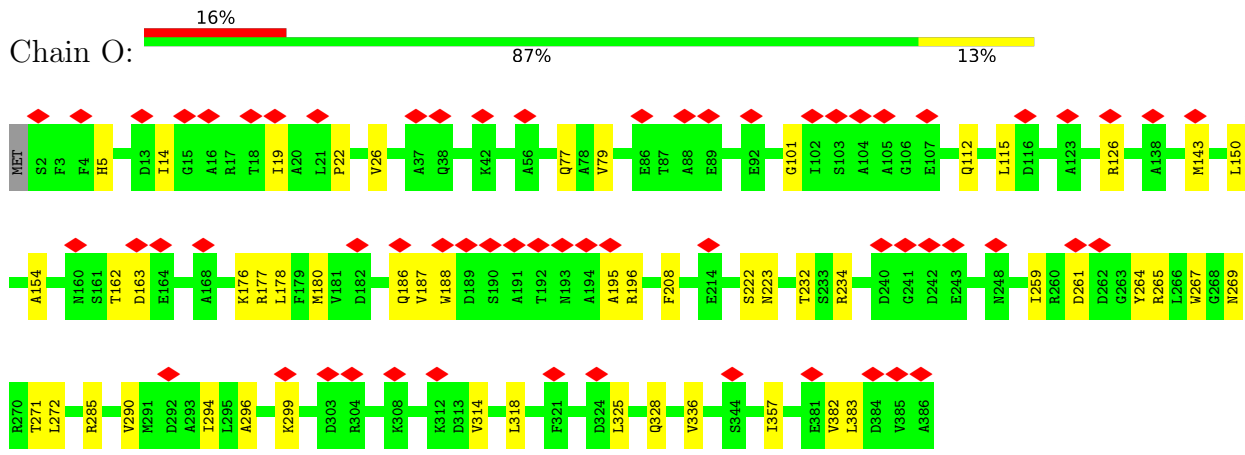 16%
Chain O:
87%
13%
MET S2 F3 F4 H5 D13 I14 G15 A16 R17 T18 I19 A20 L21 P22 V26 A37 Q38 K42 A56 Q77 A78 V79 E86 T87 A88 E89 E92 G101 I102 S103 A104 A105 G106 E107 Q112 L115 D116 A123 R126 A138 M143 L150
A154 N160 S161 T162 D163 E164 A168 K176 R177 L178 F179 M180 V181 D182 Q186 V187 W188 D189 S190 A191 T192 N193 A194 A195 R196 F208 E214 S222 N223 T232 S233 R234 D240 G241 D242 E243 N248 I259 R260 D261 D262 G263 Y264 R265 L266 W267 G268 N269
R270 T271 L272 R285 V290 M291 D292 A293 I294 L295 A296 K299 D303 R304 K308 K312 D313 V314 L318 F321 D324 L325 Q328 V336 S344 I357 E381 V382 L383 D384 V385 A386